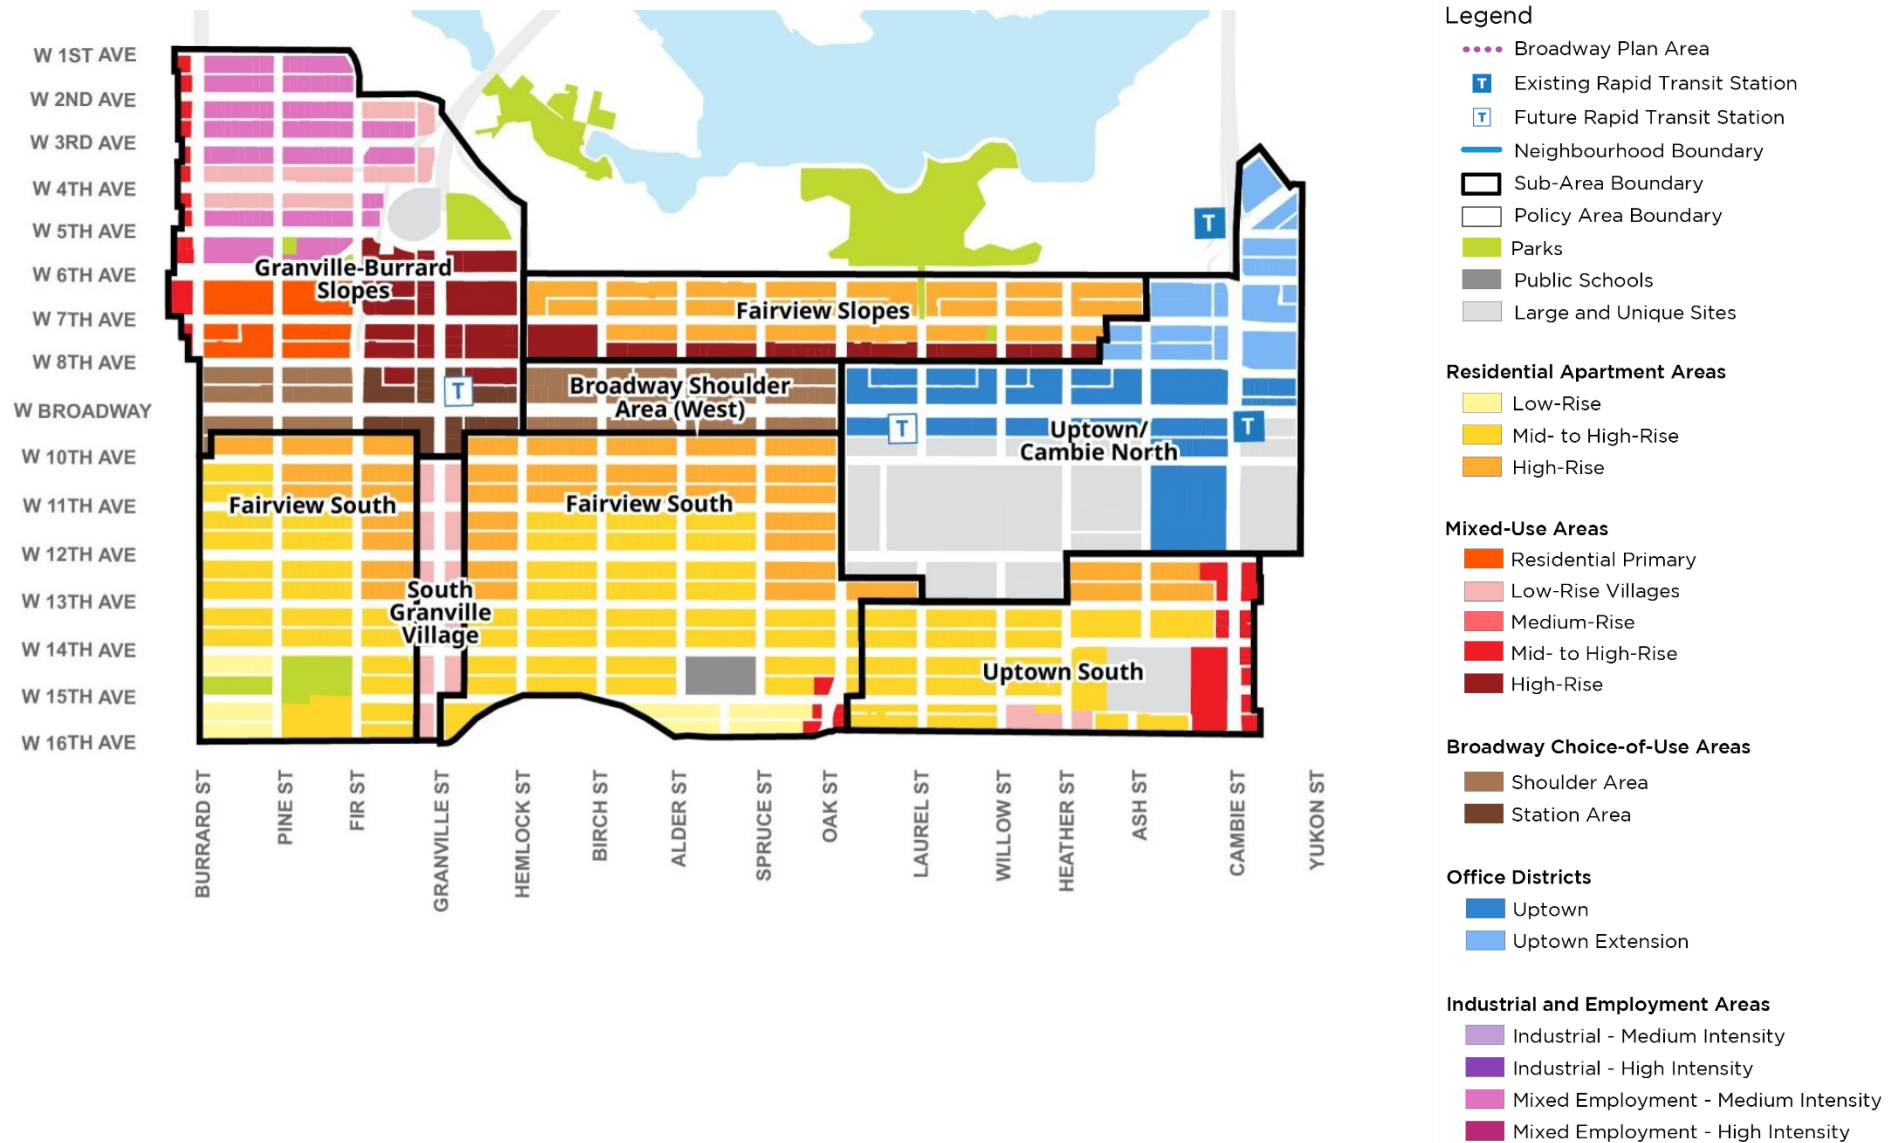 W 1ST AVE
W 2ND AVE
W 3RD AVE
W 4TH AVE
W 5TH AVE
W 6TH AVE
W 7TH AVE
W 8TH AVE
W BROADWAY
W 10TH AVE
W 11TH AVE
W 12TH AVE
W 13TH AVE
W 14TH AVE
W 15TH AVE
W 16TH AVE
T
Granville-Burrard
Slopes
Fairview Slopes
T
Broadway Shoulder
Area (West)
T
T
Uptown/
Cambie North
Fairview South
Fairview South
South
Granville
Village
Uptown South
BURRARD ST
PINE ST
FIR ST
GRANVILLE ST
HEMLOCK ST
BIRCH ST
ALDER ST
SPRUCE ST
OAK ST
LAUREL ST
WILLOW ST
HEATHER ST
ASH ST
CAMBIE ST
YUKON ST
Legend
Broadway Plan Area
T Existing Rapid Transit Station
T Future Rapid Transit Station
Neighbourhood Boundary
Sub-Area Boundary
Policy Area Boundary
Parks
Public Schools
Large and Unique Sites
Residential Apartment Areas
Low-Rise
Mid- to High-Rise
High-Rise
Mixed-Use Areas
Residential Primary
Low-Rise Villages
Medium-Rise
Mid- to High-Rise
High-Rise
Broadway Choice-of-Use Areas
Shoulder Area
Station Area
Office Districts
Uptown
Uptown Extension
Industrial and Employment Areas
Industrial - Medium Intensity
Industrial - High Intensity
Mixed Employment - Medium Intensity
Mixed Employment - High Intensity